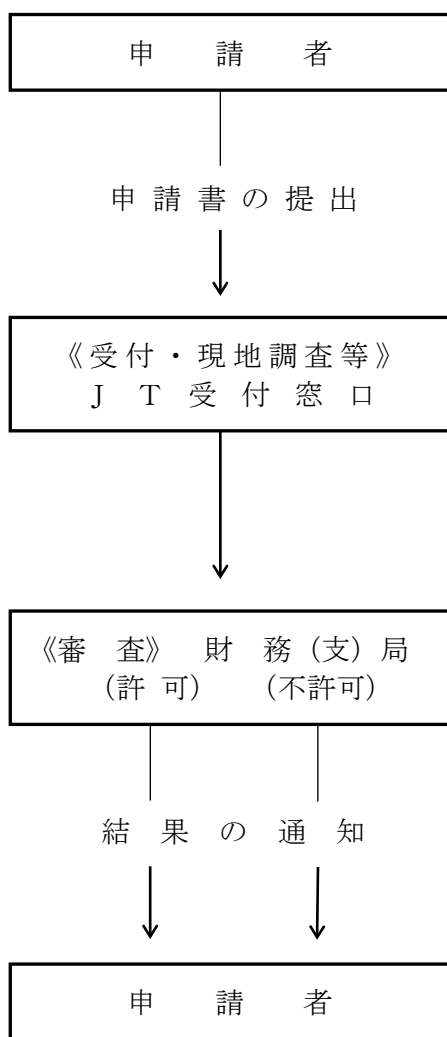 申請者
申請書の提出
《受付・現地調査等》
JT受付窓口
《審査》 財務（支）局
（許可） （不許可）
結果の通知
申請者